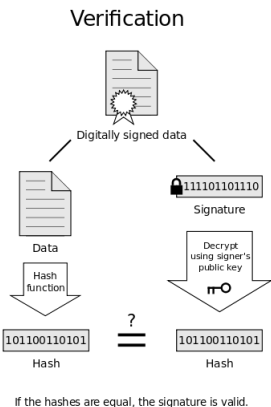 Verification
Digitally signed data
111101101110
Signature
Data
Decrypt
using signer's
public key
Hash
function
?
101100110101
=
101100110101
Hash
Hash
If the hashes are equal, the signature is valid.